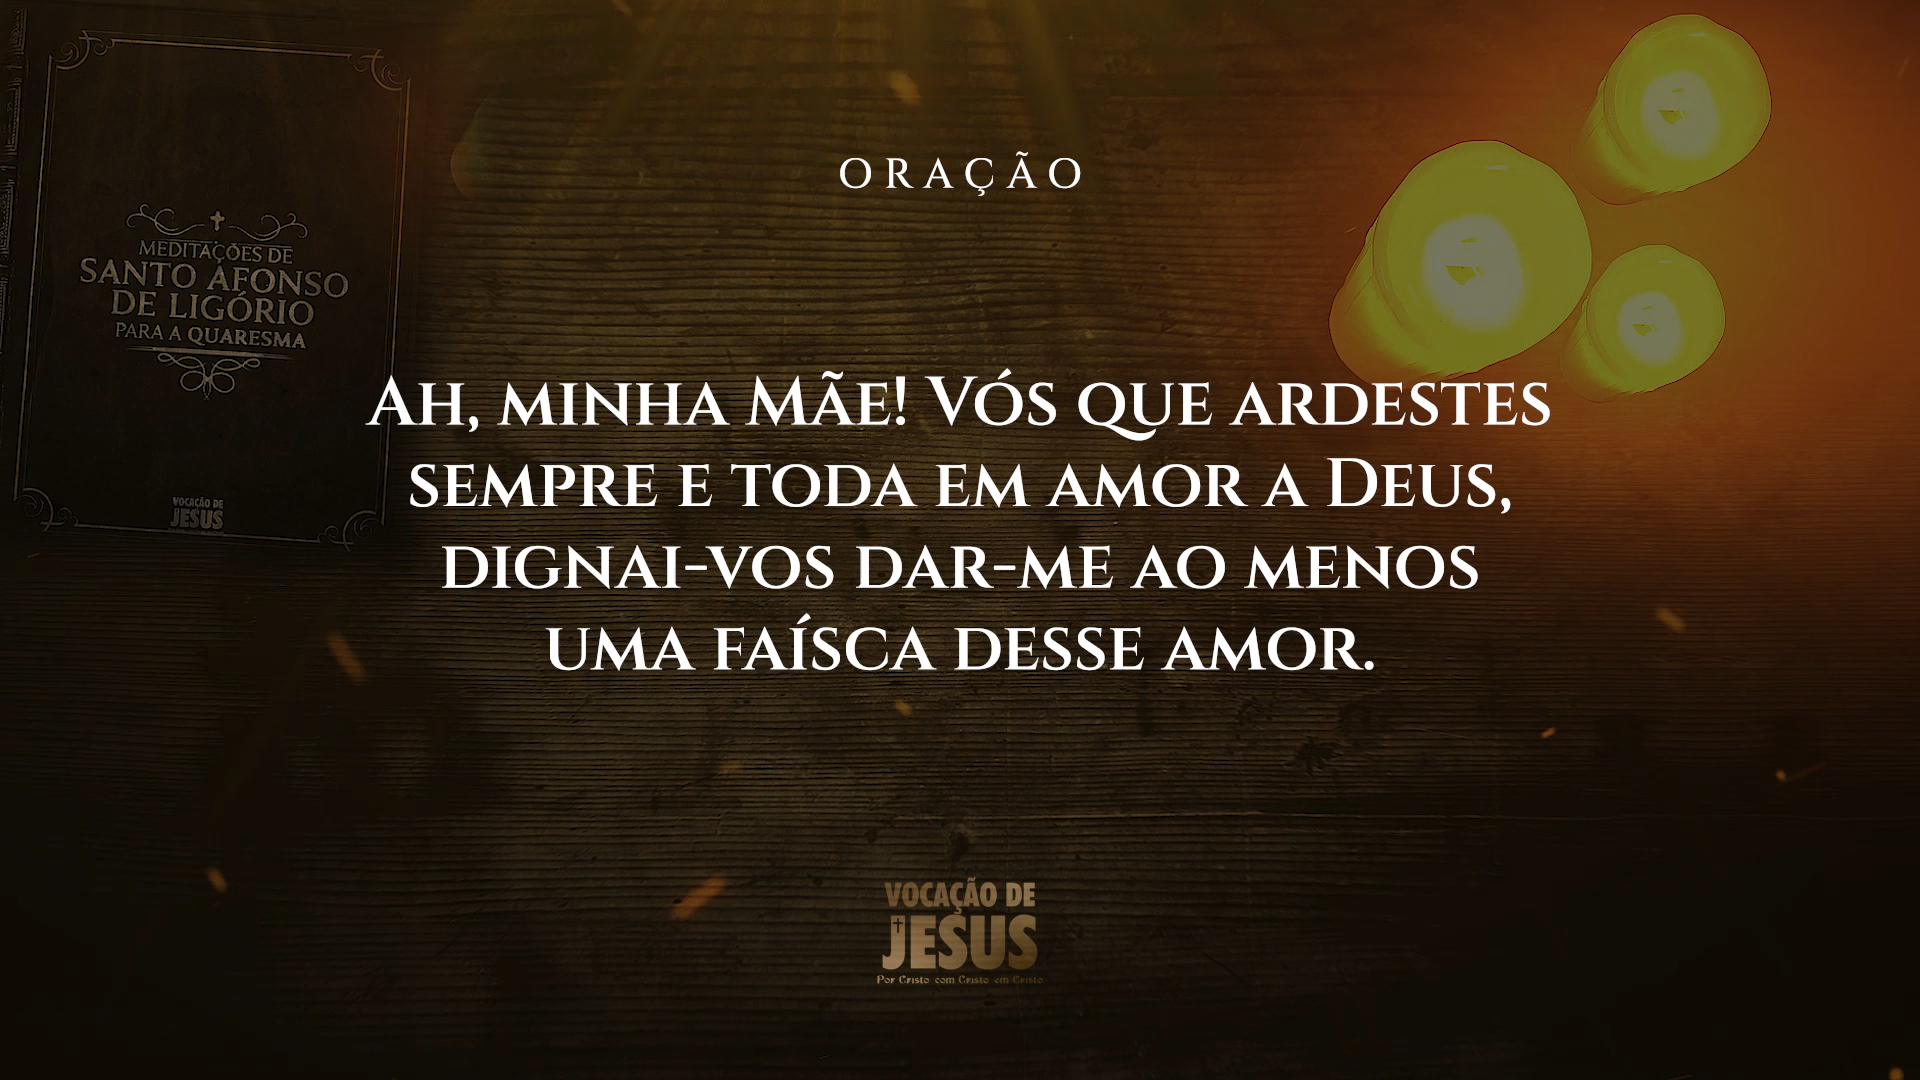 ORAÇÃO
MEDITAÇÕES DE
SANTO AFONSO
DE LIGÓRIO
PARA A QUARESMA
VOCAÇÃO DE
JESUS
Ah, minha Mãe! Vós que ardestes
sempre e toda em amor a Deus,
dignai-vos dar-me ao menos
uma faísca desse amor.
VOCAÇÃO DE
JESUS
Por Cristo com Cristo em Cristo